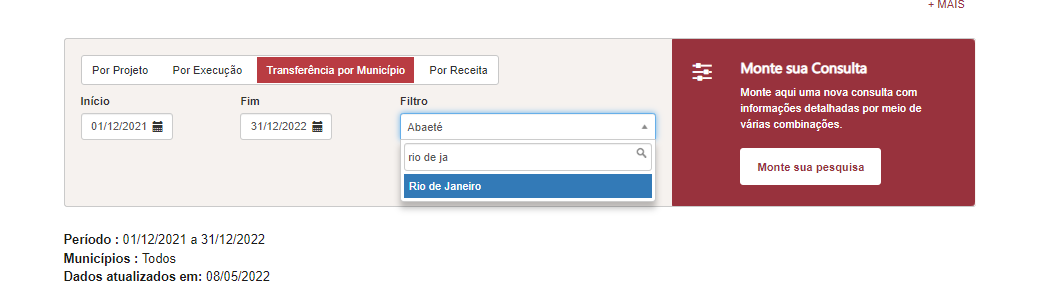 + MAIS
Por Projeto Por Execução Transferência por Município Por Receita
Início Fim Filtro
01/12/2021 31/12/2022 Abaeté
rio de ja
Rio de Janeiro
Monte sua Consulta
Monte aqui uma nova consulta com
informações detalhadas por meio de
várias combinações.
Monte sua pesquisa
Período : 01/12/2021 a 31/12/2022
Municípios : Todos
Dados atualizados em: 08/05/2022